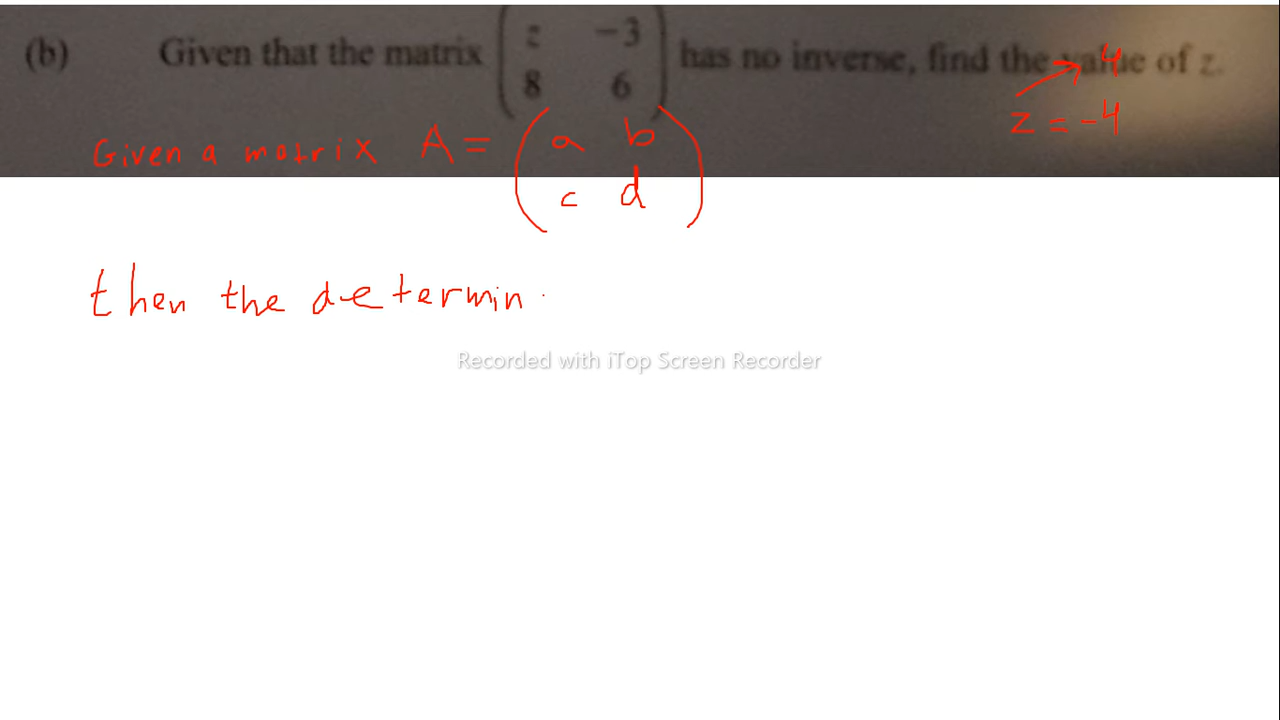 (b) Given that the matrix ( z −3 ) has no inverse, find the value of z.
8 6
4
z = -4
Given a matrix A = ( a b )
c d
then the determin
Recorded with iTop Screen Recorder